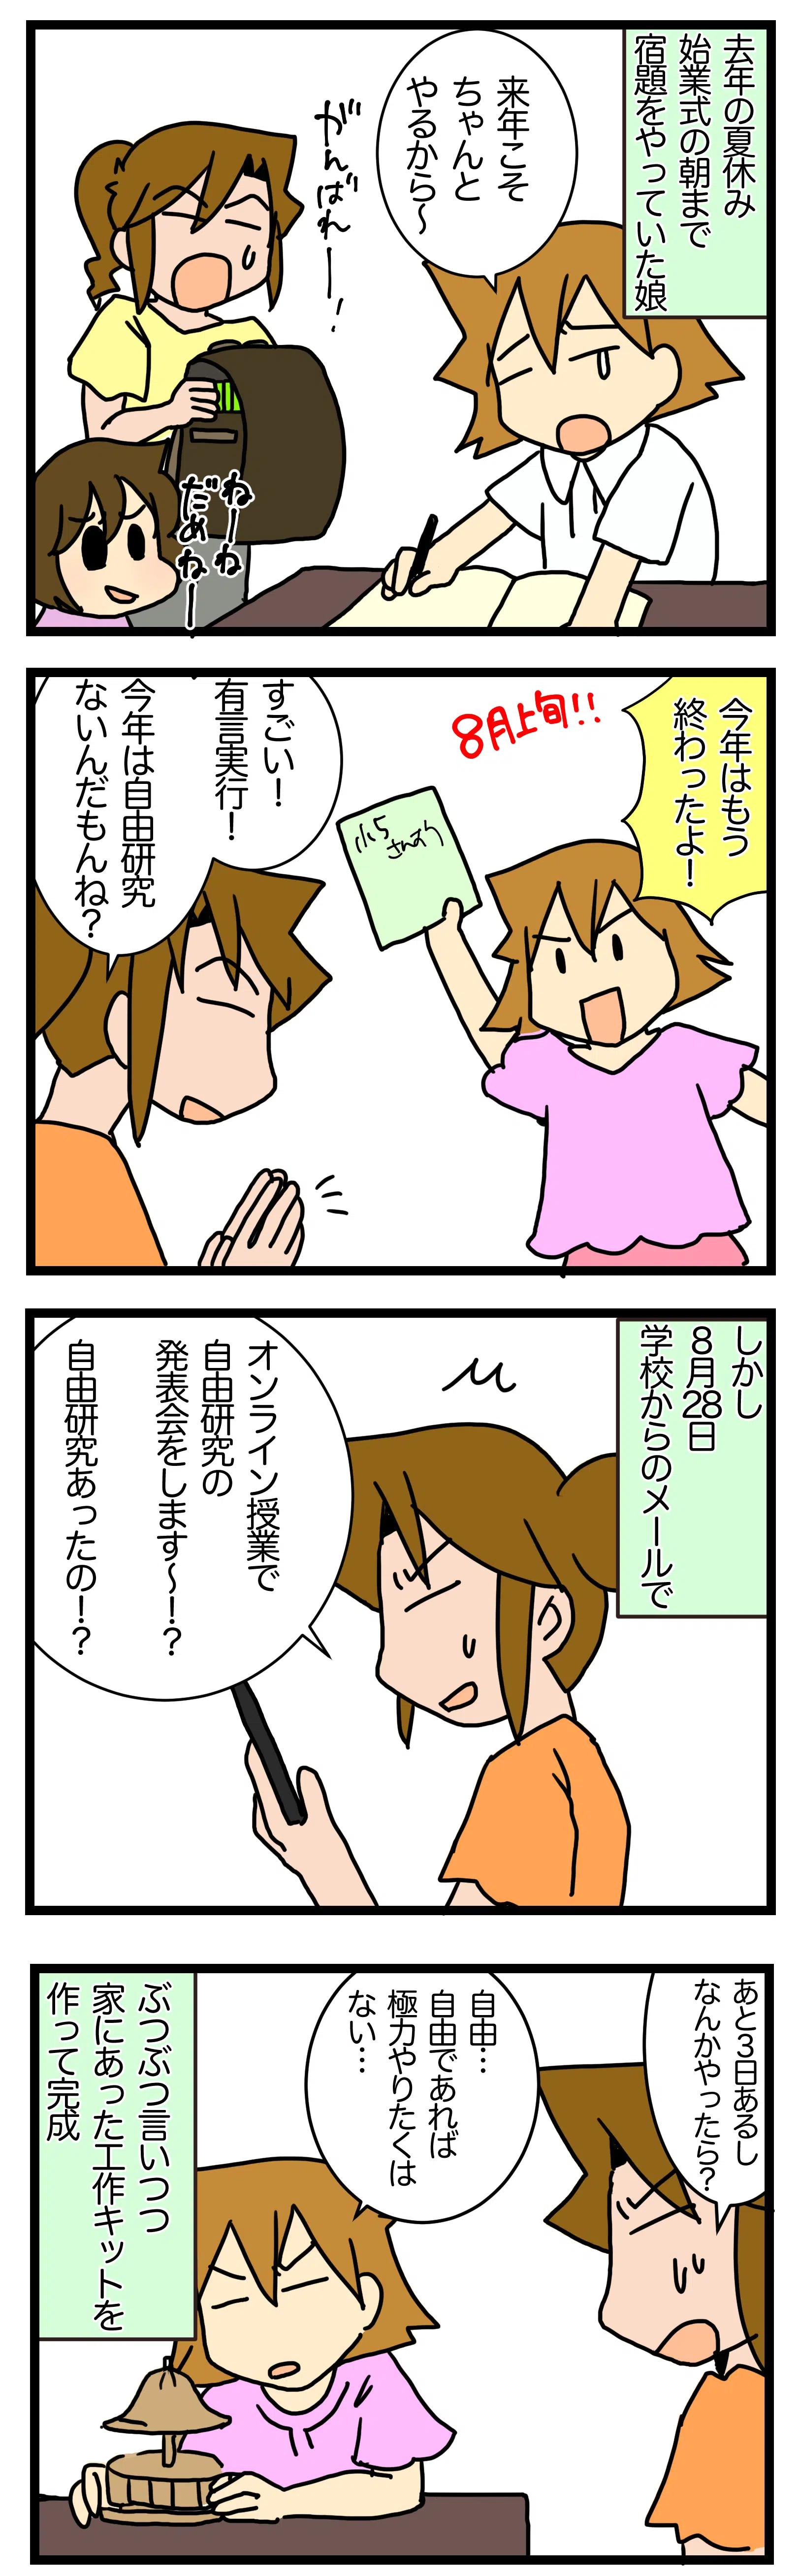 去年の夏休み
始業式の朝まで
宿題をやっていた娘
来年こそ
ちゃんと
やるから〜
がんばれー！
ねーね
だめねー
今年はもう
終わったよ！
8月上旬!!
小5
さんすう
すごい！
有言実行！
今年は自由研究
ないんだもんね？
しかし
8月28日
学校からのメールで
オンライン授業で
自由研究の
発表会をします〜！？
自由研究あったの！？
あと3日あるし
なんかやったら？
自由…
自由であれば
極力やりたくは
ない…
ぶつぶつ言いつつ
家にあった工作キットを
作って完成